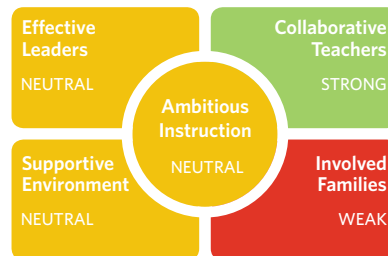 Effective
Leaders
NEUTRAL
Collaborative
Teachers
STRONG
Ambitious
Instruction
NEUTRAL
Supportive
Environment
NEUTRAL
Involved
Families
WEAK